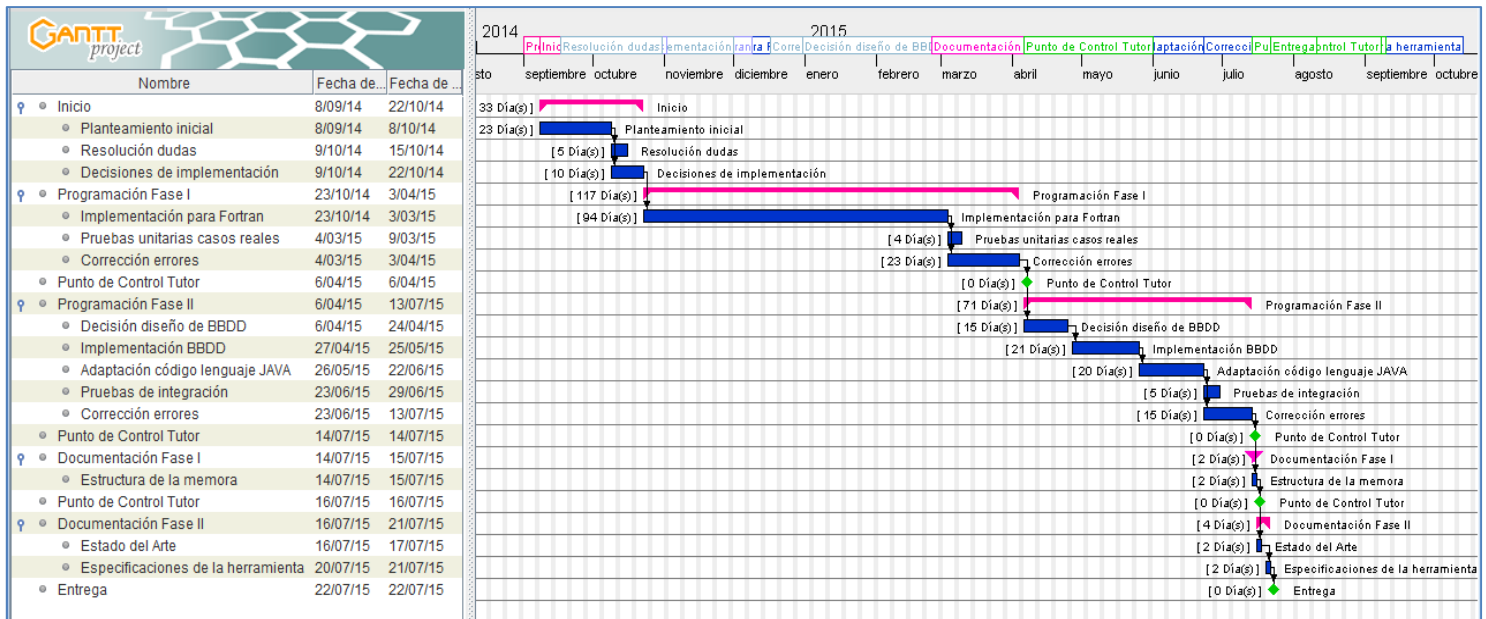 GANTT
project
2014 2015
Pr Inic Resolución dudas ementación ran ra F Corre Decisión diseño de BB Documentación Punto de Control Tutor aptación Correcci Pu Entrega ontrol Tutor a herramienta
sto septiembre octubre noviembre diciembre enero febrero marzo abril mayo junio julio agosto septiembre octubre
Nombre Fecha de... Fecha de ...
Inicio 8/09/14 22/10/14 33 Día(s) ] Inicio
Planteamiento inicial 8/09/14 8/10/14 23 Día(s) ] Planteamiento inicial
Resolución dudas 9/10/14 15/10/14 [ 5 Día(s) ] Resolución dudas
Decisiones de implementación 9/10/14 22/10/14 [ 10 Día(s) ] Decisiones de implementación
Programación Fase I 23/10/14 3/04/15 [ 117 Día(s) ] Programación Fase I
Implementación para Fortran 23/10/14 3/03/15 [ 94 Día(s) ] Implementación para Fortran
Pruebas unitarias casos reales 4/03/15 9/03/15 [ 4 Día(s) ] Pruebas unitarias casos reales
Corrección errores 4/03/15 3/04/15 [ 23 Día(s) ] Corrección errores
Punto de Control Tutor 6/04/15 6/04/15 [ 0 Día(s) ] Punto de Control Tutor
Programación Fase II 6/04/15 13/07/15 [ 71 Día(s) ] Programación Fase II
Decisión diseño de BBDD 6/04/15 24/04/15 [ 15 Día(s) ] Decisión diseño de BBDD
Implementación BBDD 27/04/15 25/05/15 [ 21 Día(s) ] Implementación BBDD
Adaptación código lenguaje JAVA 26/05/15 22/06/15 [ 20 Día(s) ] Adaptación código lenguaje JAVA
Pruebas de integración 23/06/15 29/06/15 [ 5 Día(s) ] Pruebas de integración
Corrección errores 23/06/15 13/07/15 [ 15 Día(s) ] Corrección errores
Punto de Control Tutor 14/07/15 14/07/15 [ 0 Día(s) ] Punto de Control Tutor
Documentación Fase I 14/07/15 15/07/15 [ 2 Día(s) ] Documentación Fase I
Estructura de la memora 14/07/15 15/07/15 [ 2 Día(s) ] Estructura de la memora
Punto de Control Tutor 16/07/15 16/07/15 [ 0 Día(s) ] Punto de Control Tutor
Documentación Fase II 16/07/15 21/07/15 [ 4 Día(s) ] Documentación Fase II
Estado del Arte 16/07/15 17/07/15 [ 2 Día(s) ] Estado del Arte
Especificaciones de la herramienta 20/07/15 21/07/15 [ 2 Día(s) ] Especificaciones de la herramienta
Entrega 22/07/15 22/07/15 [ 0 Día(s) ] Entrega